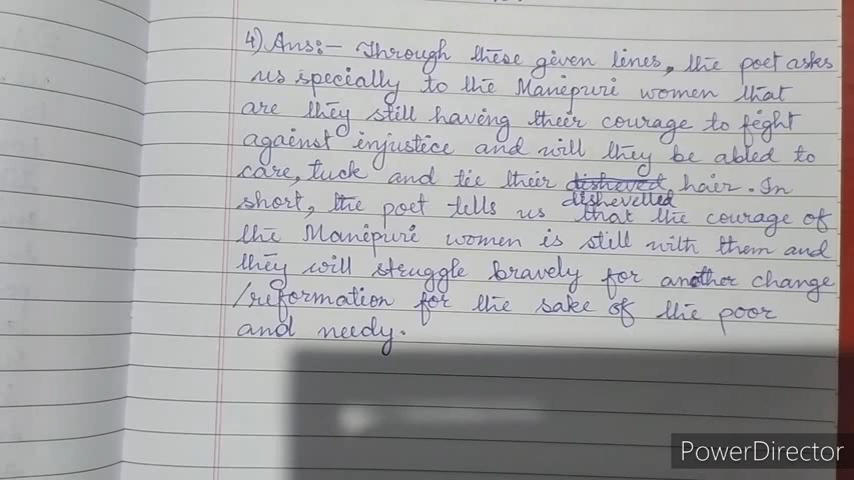 4) Ans:- Through these given lines, the poet asks
us specially to the Manipuri women that
are they still having their courage to fight
against injustice and will they be abled to
care, tuck and tie their disheved hair. In
dishevelled
short, the poet tells us that the courage of
the Manipuri women is still with them and
they will struggle bravely for another change
/reformation for the sake of the poor
and needy.
PowerDirector